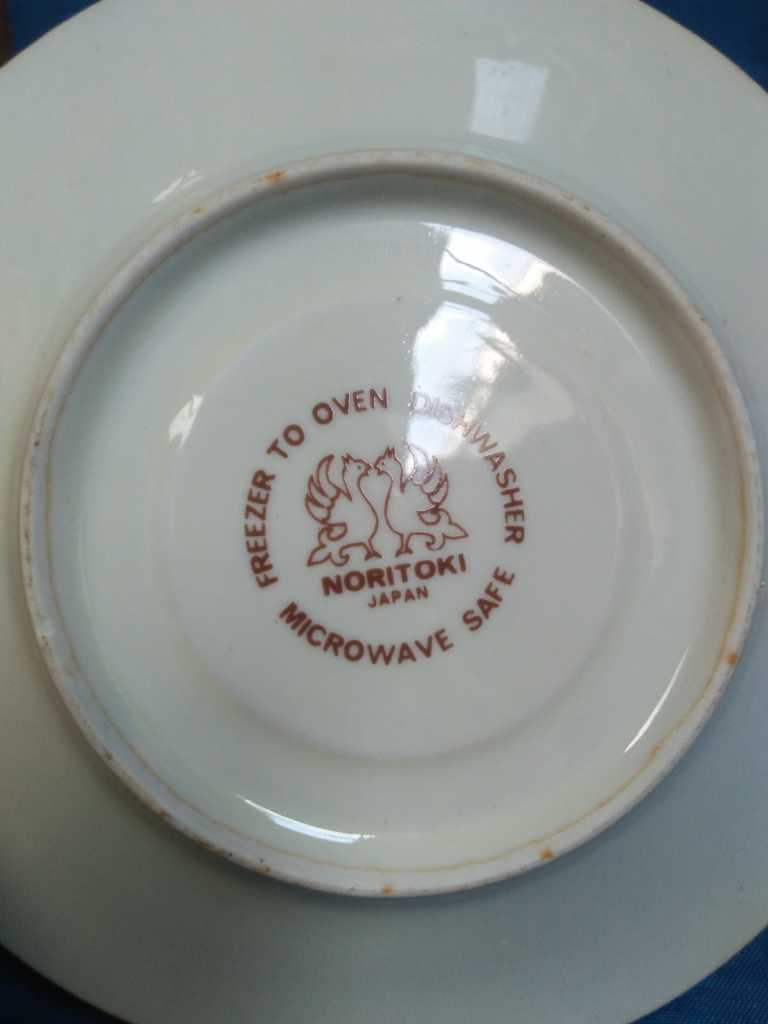 FREEZER TO OVEN DISHWASHER
NORITOKI
JAPAN
MICROWAVE SAFE